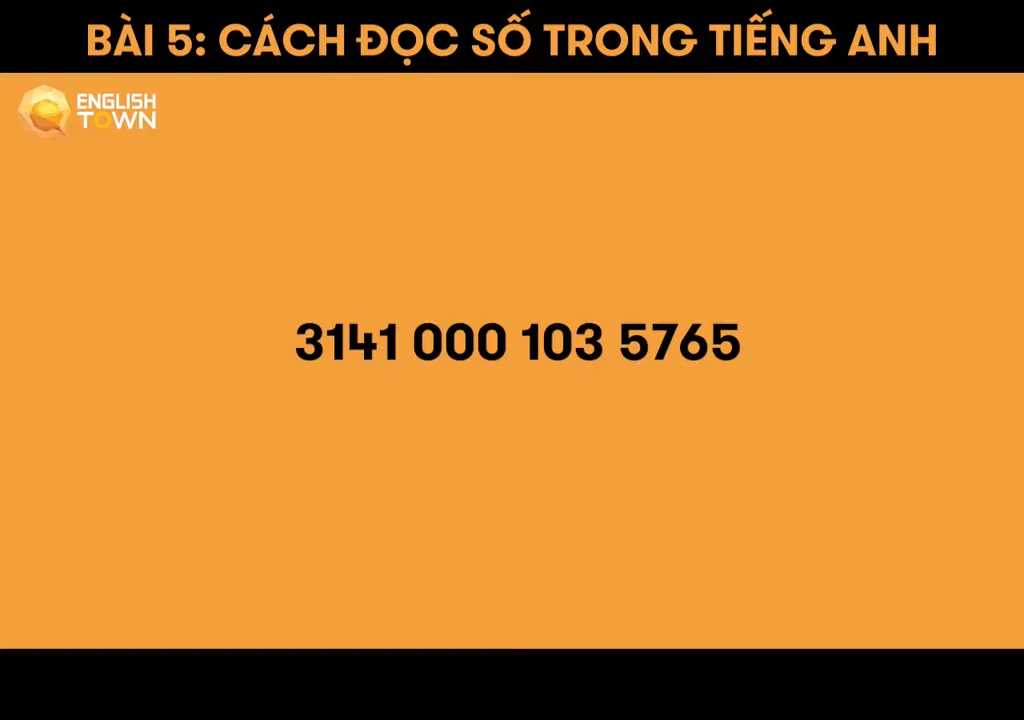 BÀI 5: CÁCH ĐỌC SỐ TRONG TIẾNG ANH
ENGLISH
TOWN
3141 000 103 5765